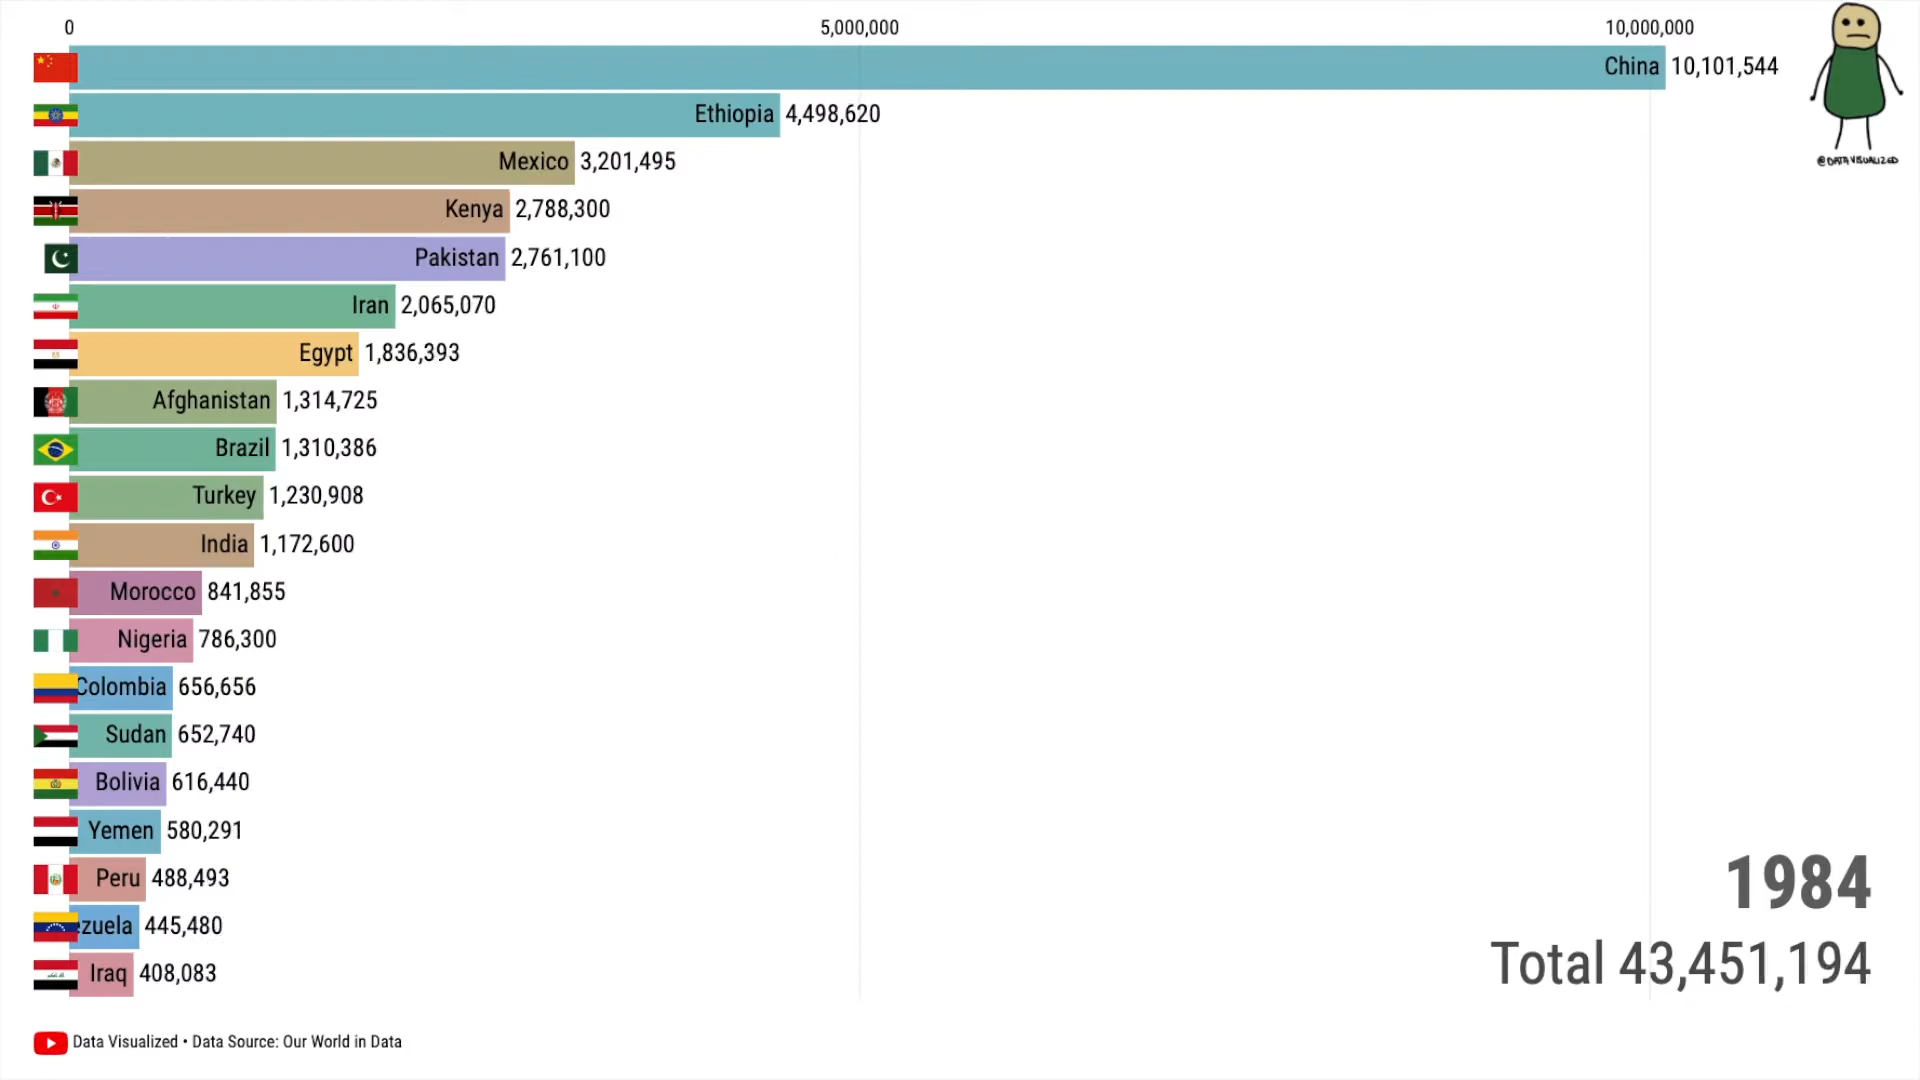 0 5,000,000 10,000,000
China 10,101,544
Ethiopia 4,498,620
@DATA VISUALIZED
Mexico 3,201,495
Kenya 2,788,300
Pakistan 2,761,100
Iran 2,065,070
Egypt 1,836,393
Afghanistan 1,314,725
Brazil 1,310,386
Turkey 1,230,908
India 1,172,600
Morocco 841,855
Nigeria 786,300
Colombia 656,656
Sudan 652,740
Bolivia 616,440
Yemen 580,291
Peru 488,493
1984
ezuela 445,480
Total 43,451,194
Iraq 408,083
Data Visualized • Data Source: Our World in Data